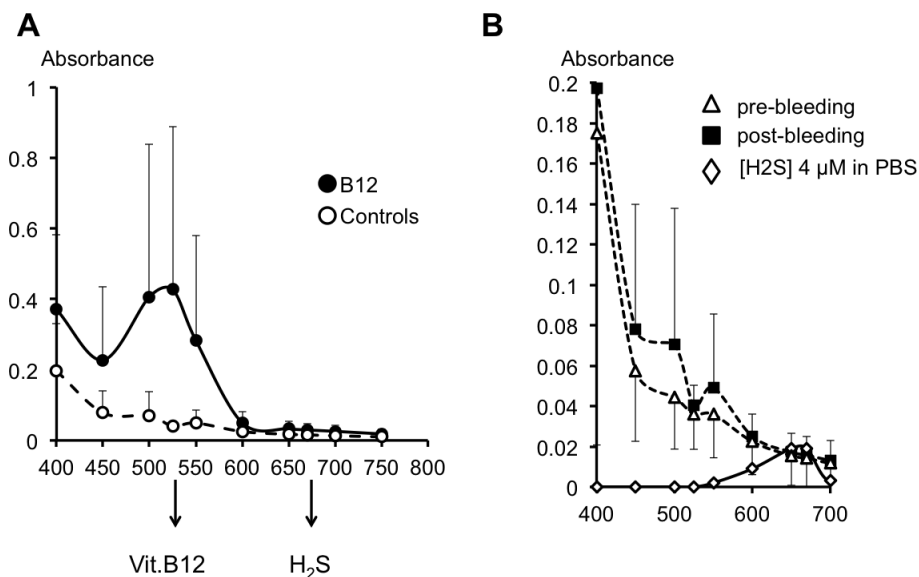 A
Absorbance
1
0.8
0.6
0.4
0.2
0
B12
Controls
400 450 500 550 600 650 700 750 800
Vit.B12 H₂S
B
Absorbance
0.2
0.18
0.16
0.14
0.12
0.1
0.08
0.06
0.04
0.02
0
pre-bleeding
post-bleeding
[H2S] 4 µM in PBS
400 500 600 700